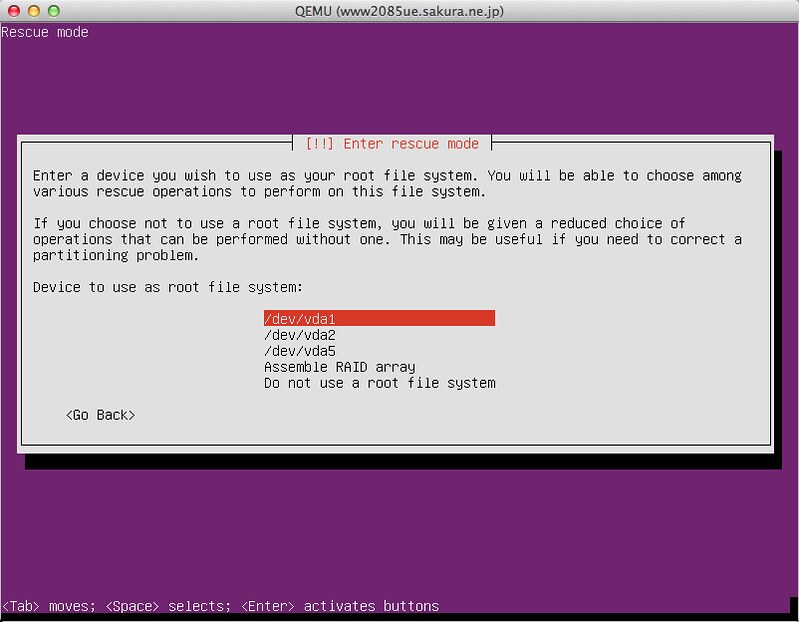 QEMU (www2085ue.sakura.ne.jp)
Rescue mode
[!!] Enter rescue mode
Enter a device you wish to use as your root file system. You will be able to choose among
various rescue operations to perform on this file system.
If you choose not to use a root file system, you will be given a reduced choice of
operations that can be performed without one. This may be useful if you need to correct a
partitioning problem.
Device to use as root file system:
/dev/vda1
/dev/vda2
/dev/vda5
Assemble RAID array
Do not use a root file system
<Go Back>
<Tab> moves; <Space> selects; <Enter> activates buttons